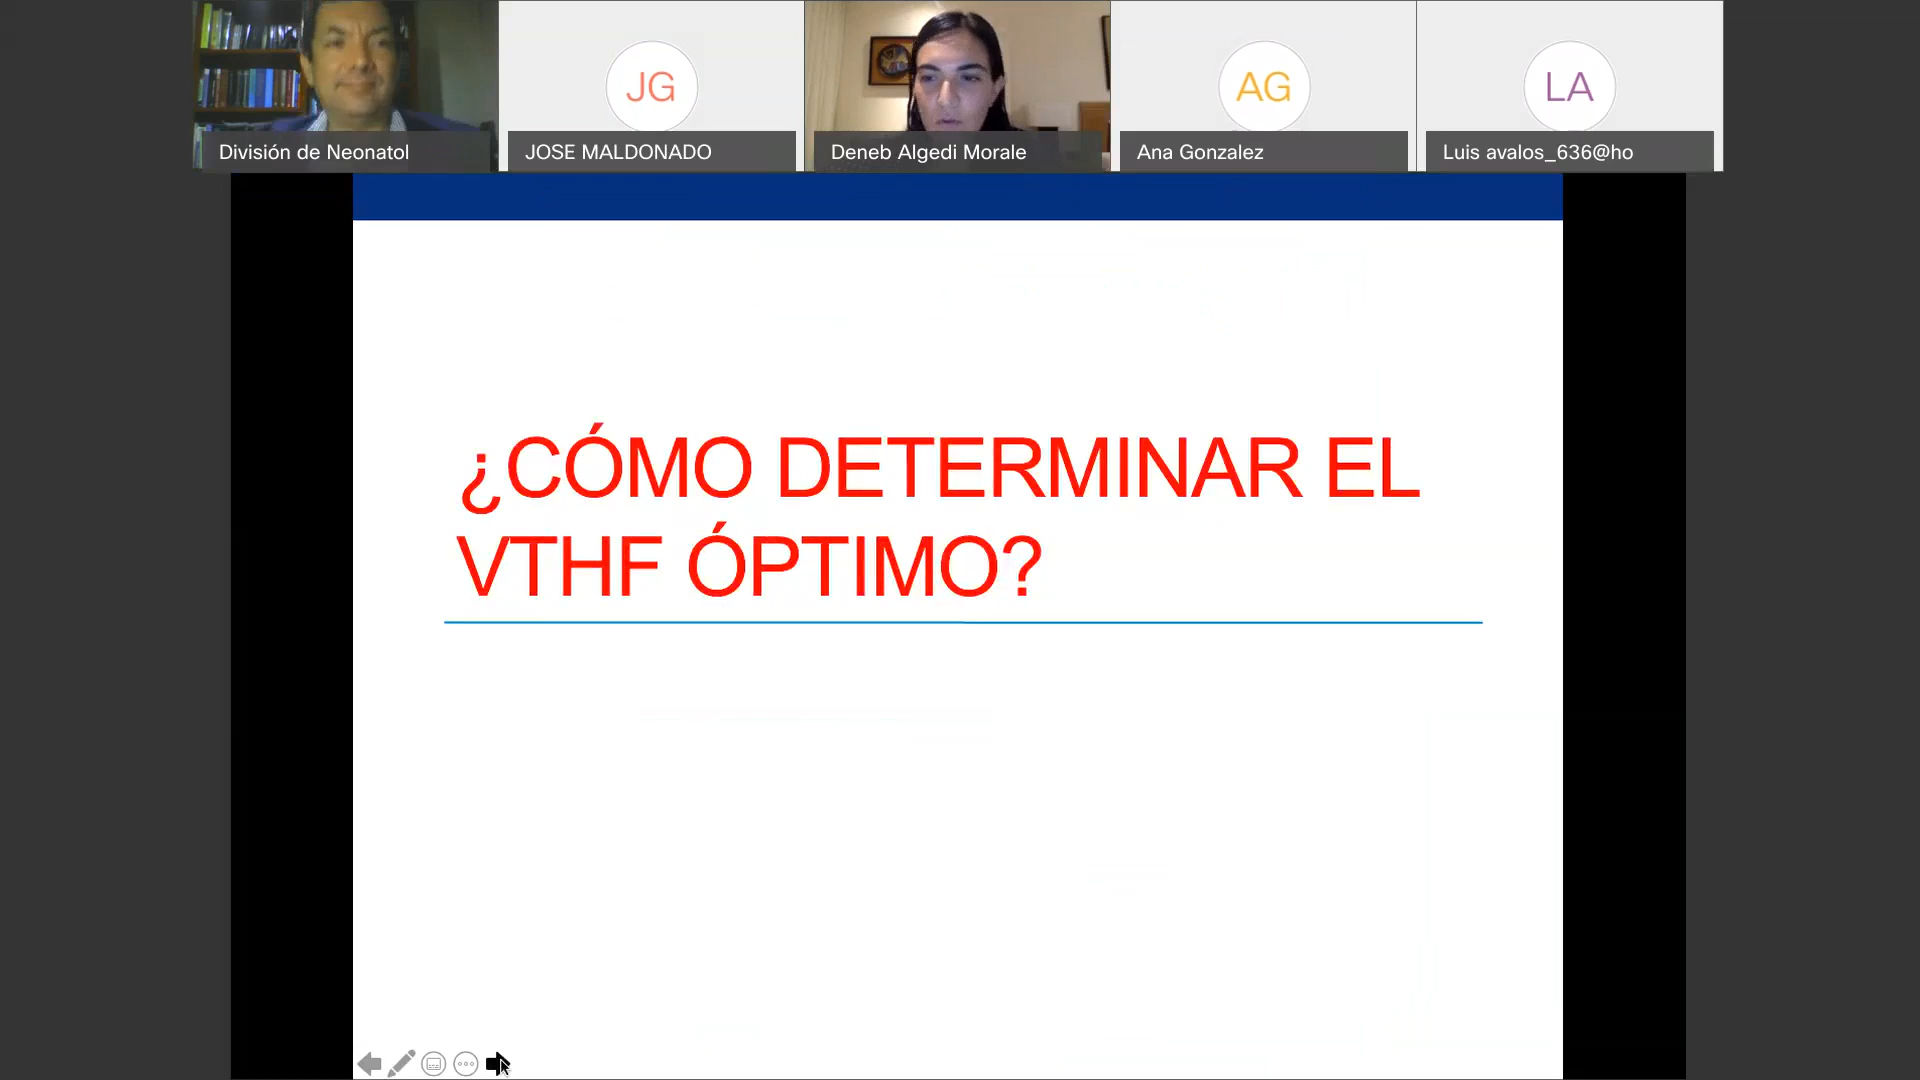 División de Neonatol
JG
JOSE MALDONADO
Deneb Algedi Morale
AG
Ana Gonzalez
LA
Luis avalos_636@ho
¿CÓMO DETERMINAR EL
VTHF ÓPTIMO?